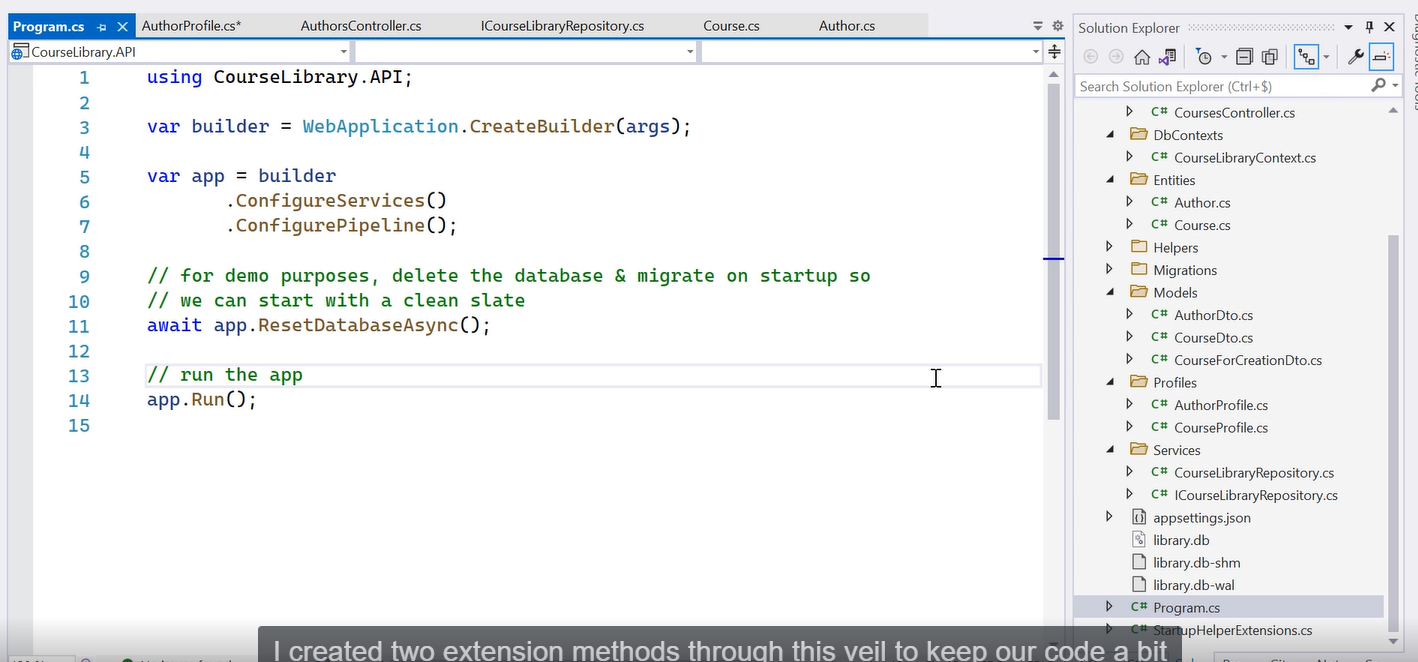 Program.cs
AuthorProfile.cs*
AuthorsController.cs
ICourseLibraryRepository.cs
Course.cs
Author.cs
CourseLibrary.API
1 using CourseLibrary.API;
2
3 var builder = WebApplication.CreateBuilder(args);
4
5 var app = builder
6 .ConfigureServices()
7 .ConfigurePipeline();
8
9 // for demo purposes, delete the database & migrate on startup so
10 // we can start with a clean slate
11 await app.ResetDatabaseAsync();
12
13 // run the app
14 app.Run();
15
Solution Explorer
Search Solution Explorer (Ctrl+$)
C# CoursesController.cs
DbContexts
C# CourseLibraryContext.cs
Entities
C# Author.cs
C# Course.cs
Helpers
Migrations
Models
C# AuthorDto.cs
C# CourseDto.cs
C# CourseForCreationDto.cs
Profiles
C# AuthorProfile.cs
C# CourseProfile.cs
Services
C# CourseLibraryRepository.cs
C# ICourseLibraryRepository.cs
appsettings.json
library.db
library.db-shm
library.db-wal
C# Program.cs
C# StartupHelperExtensions.cs
I created two extension methods through this veil to keep our code a bit